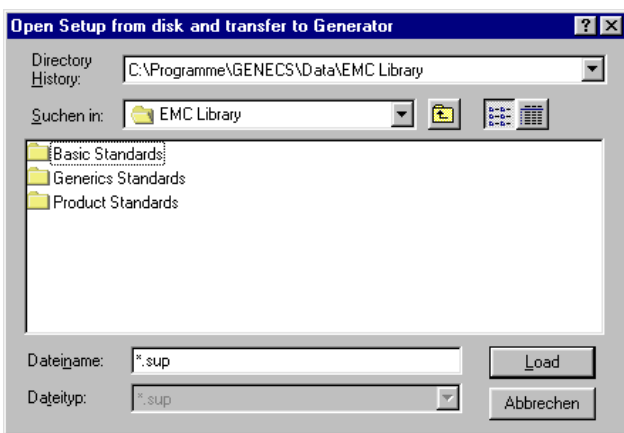 Open Setup from disk and transfer to Generator
Directory
History:
C:\Programme\GENECS\Data\EMC Library
Suchen in:
EMC Library
Basic Standards
Generics Standards
Product Standards
Dateiname:
*.sup
Load
Dateityp:
*.sup
Abbrechen